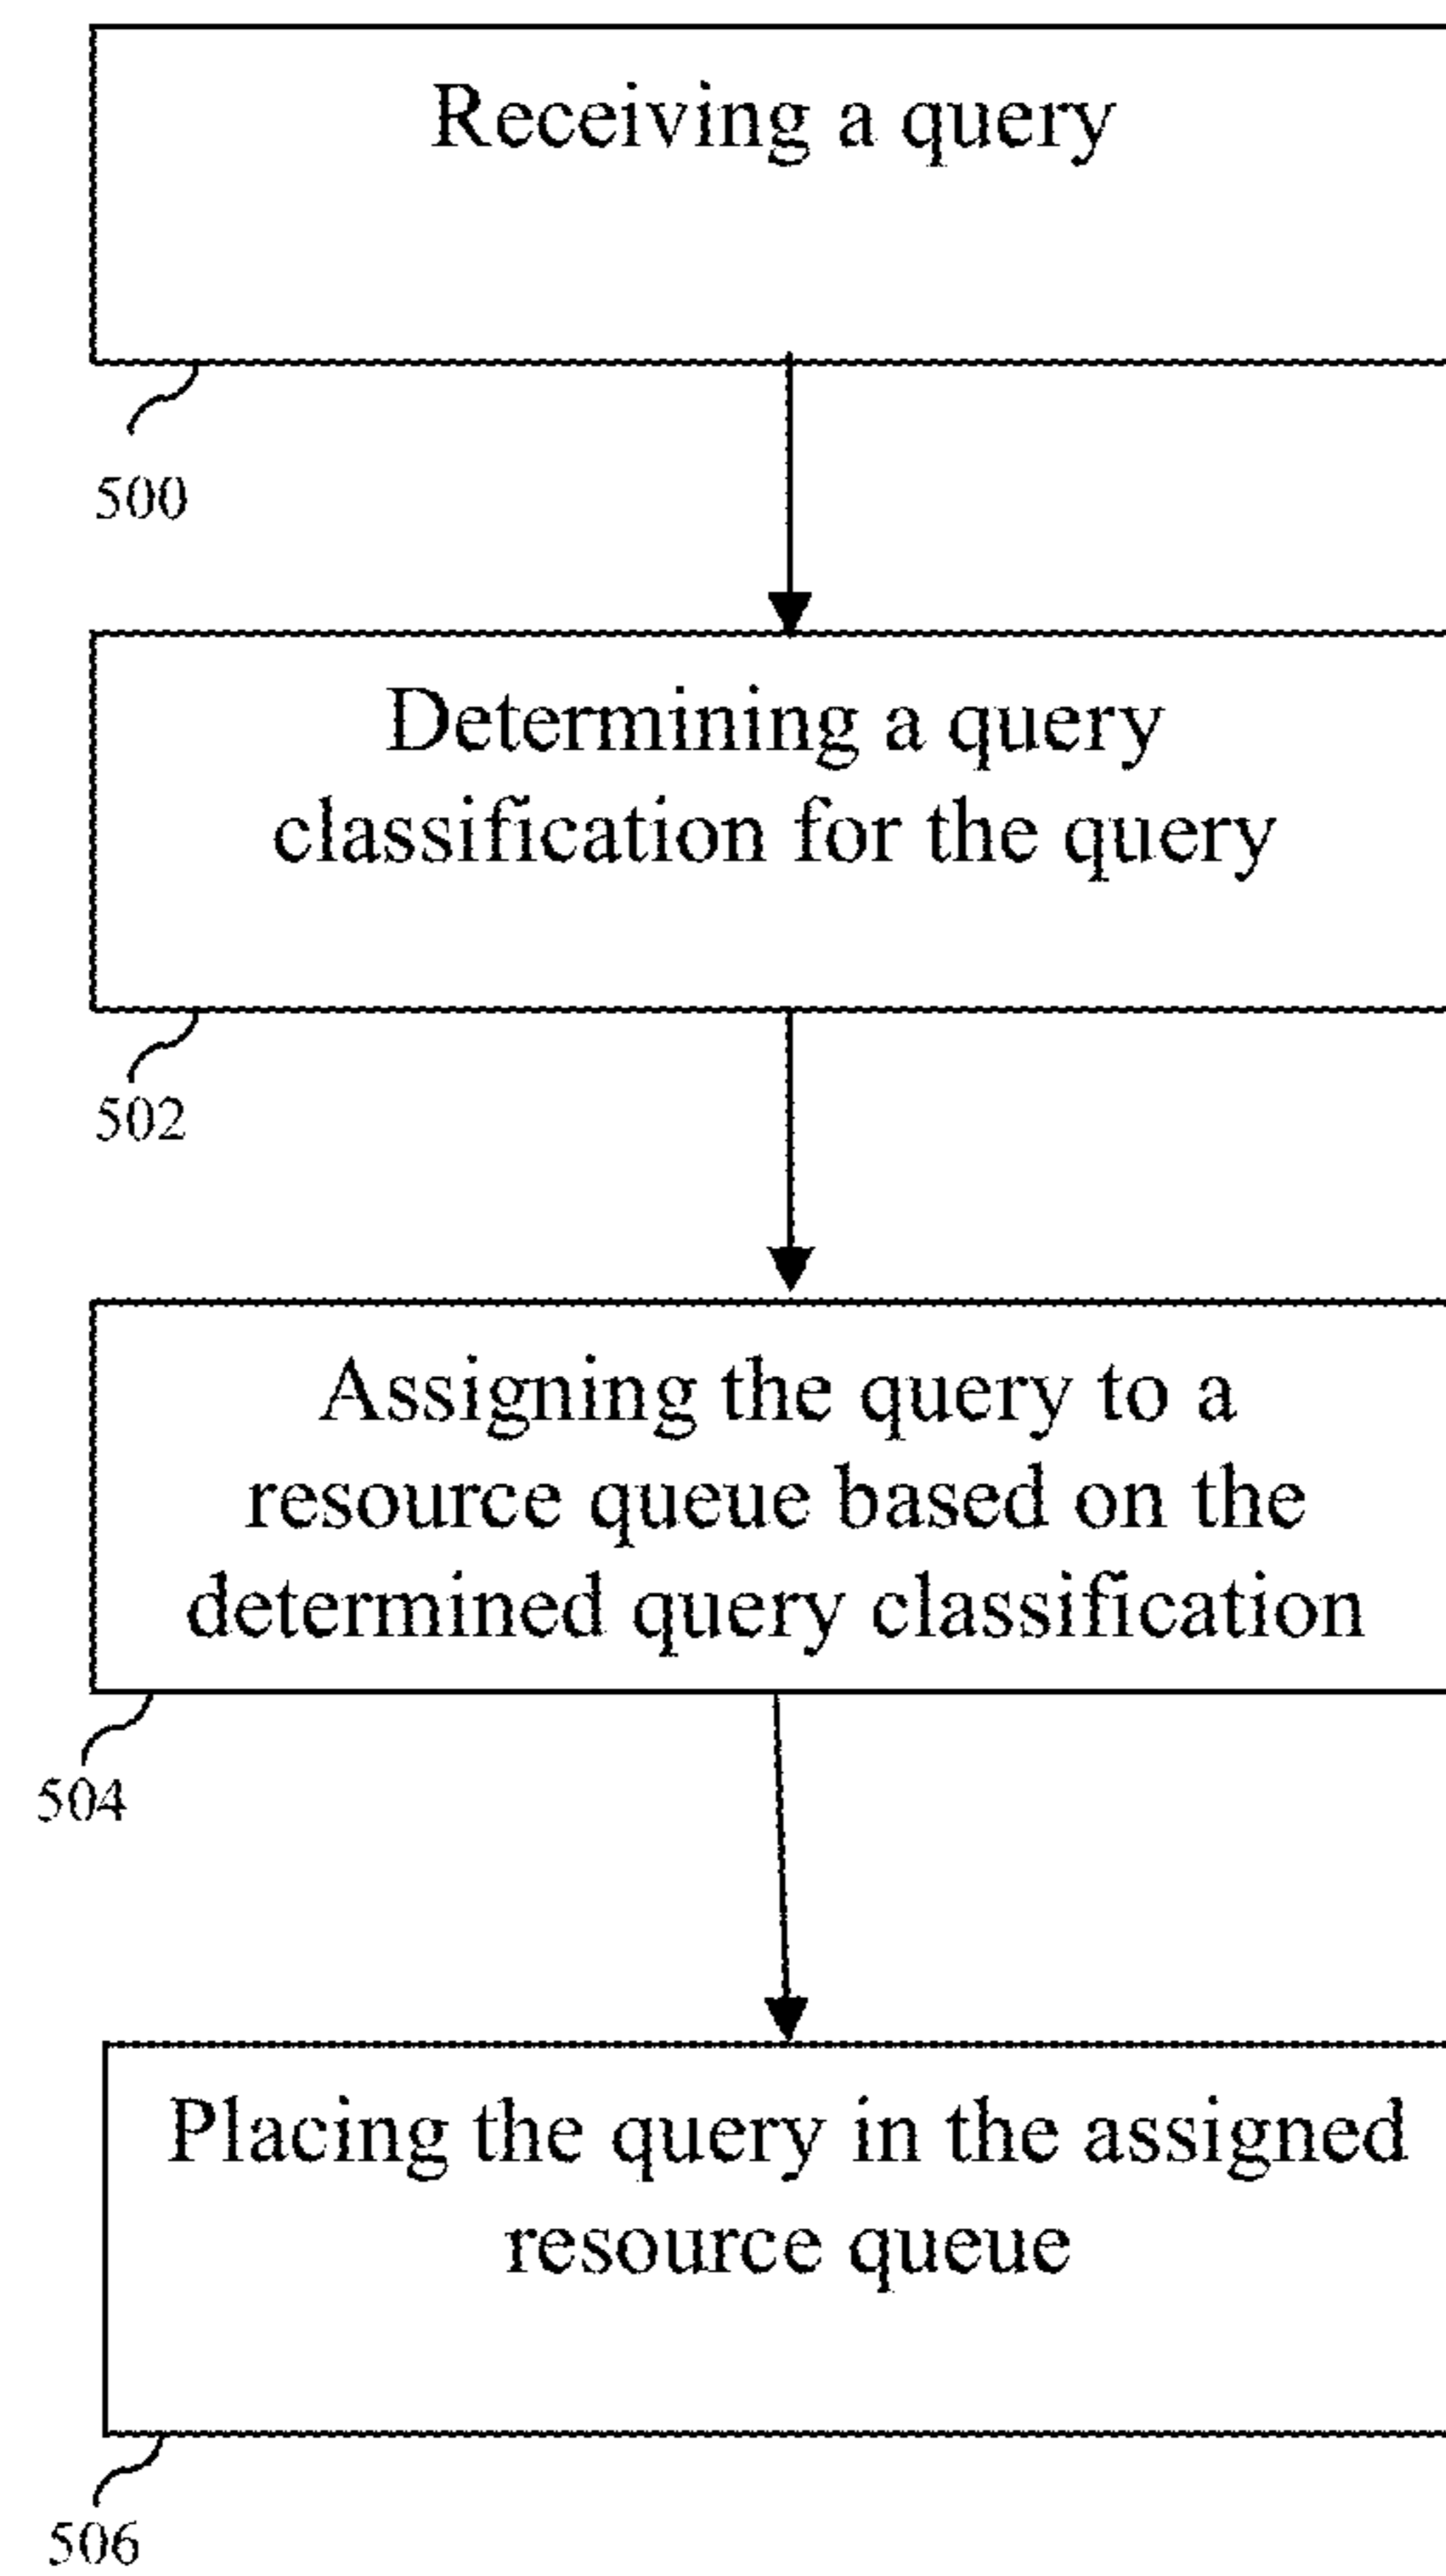 Receiving a query
500
Determining a query
classification for the query
502
Assigning the query to a
resource queue based on the
determined query classification
504
Placing the query in the assigned
resource queue
506